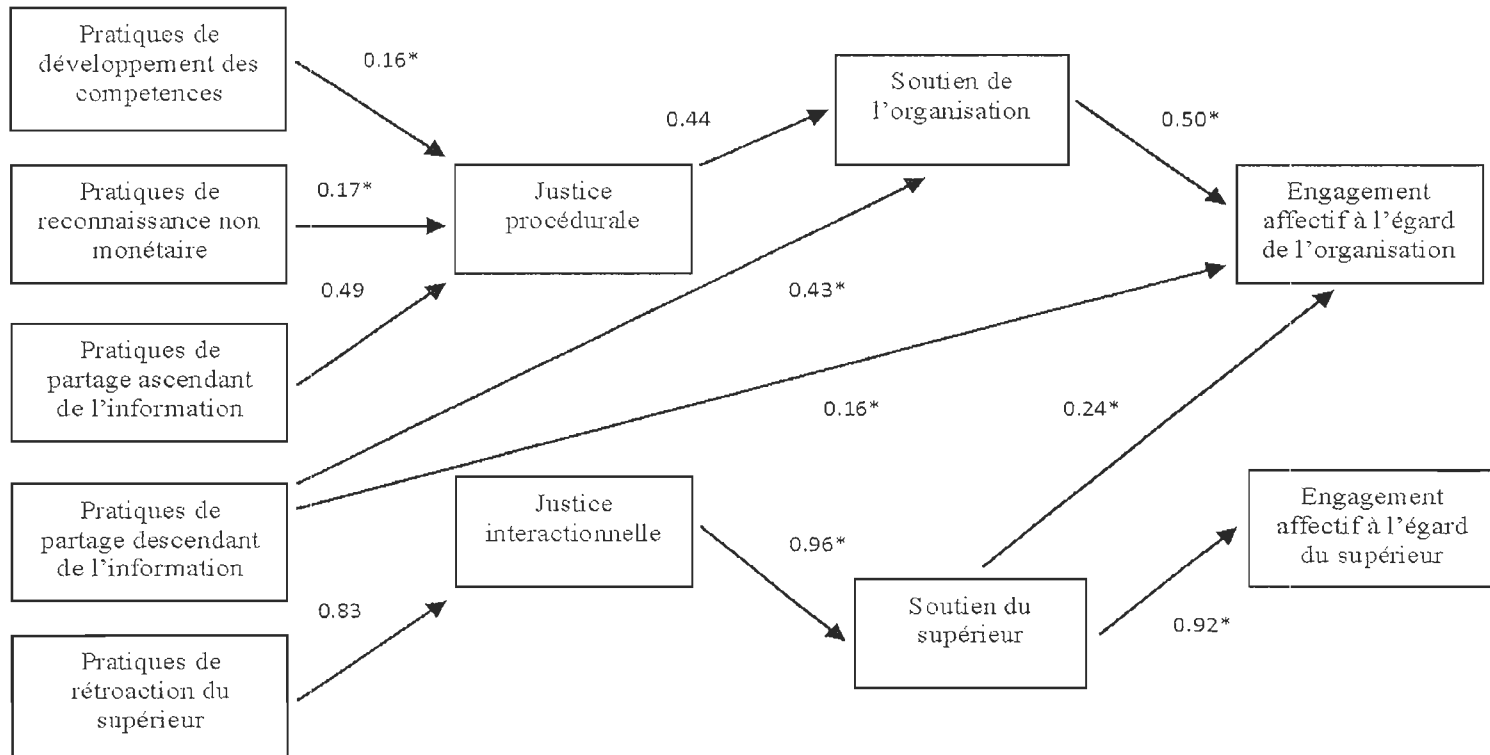 Pratiques de
développement des
competences
0.16*
Pratiques de
reconnaissance non
monétaire
0.17*
Pratiques de
partage ascendant
de l'information
0.49
Pratiques de
partage descendant
de l'information
Pratiques de
rétroaction du
supérieur
0.83
Justice
procédurale
0.44
0.43*
0.16*
Justice
interactionnelle
0.96*
Soutien de
l'organisation
0.50*
Soutien du
supérieur
0.24*
0.92*
Engagement
affectif à l'égard
de l'organisation
Engagement
affectif à l'égard
du supérieur